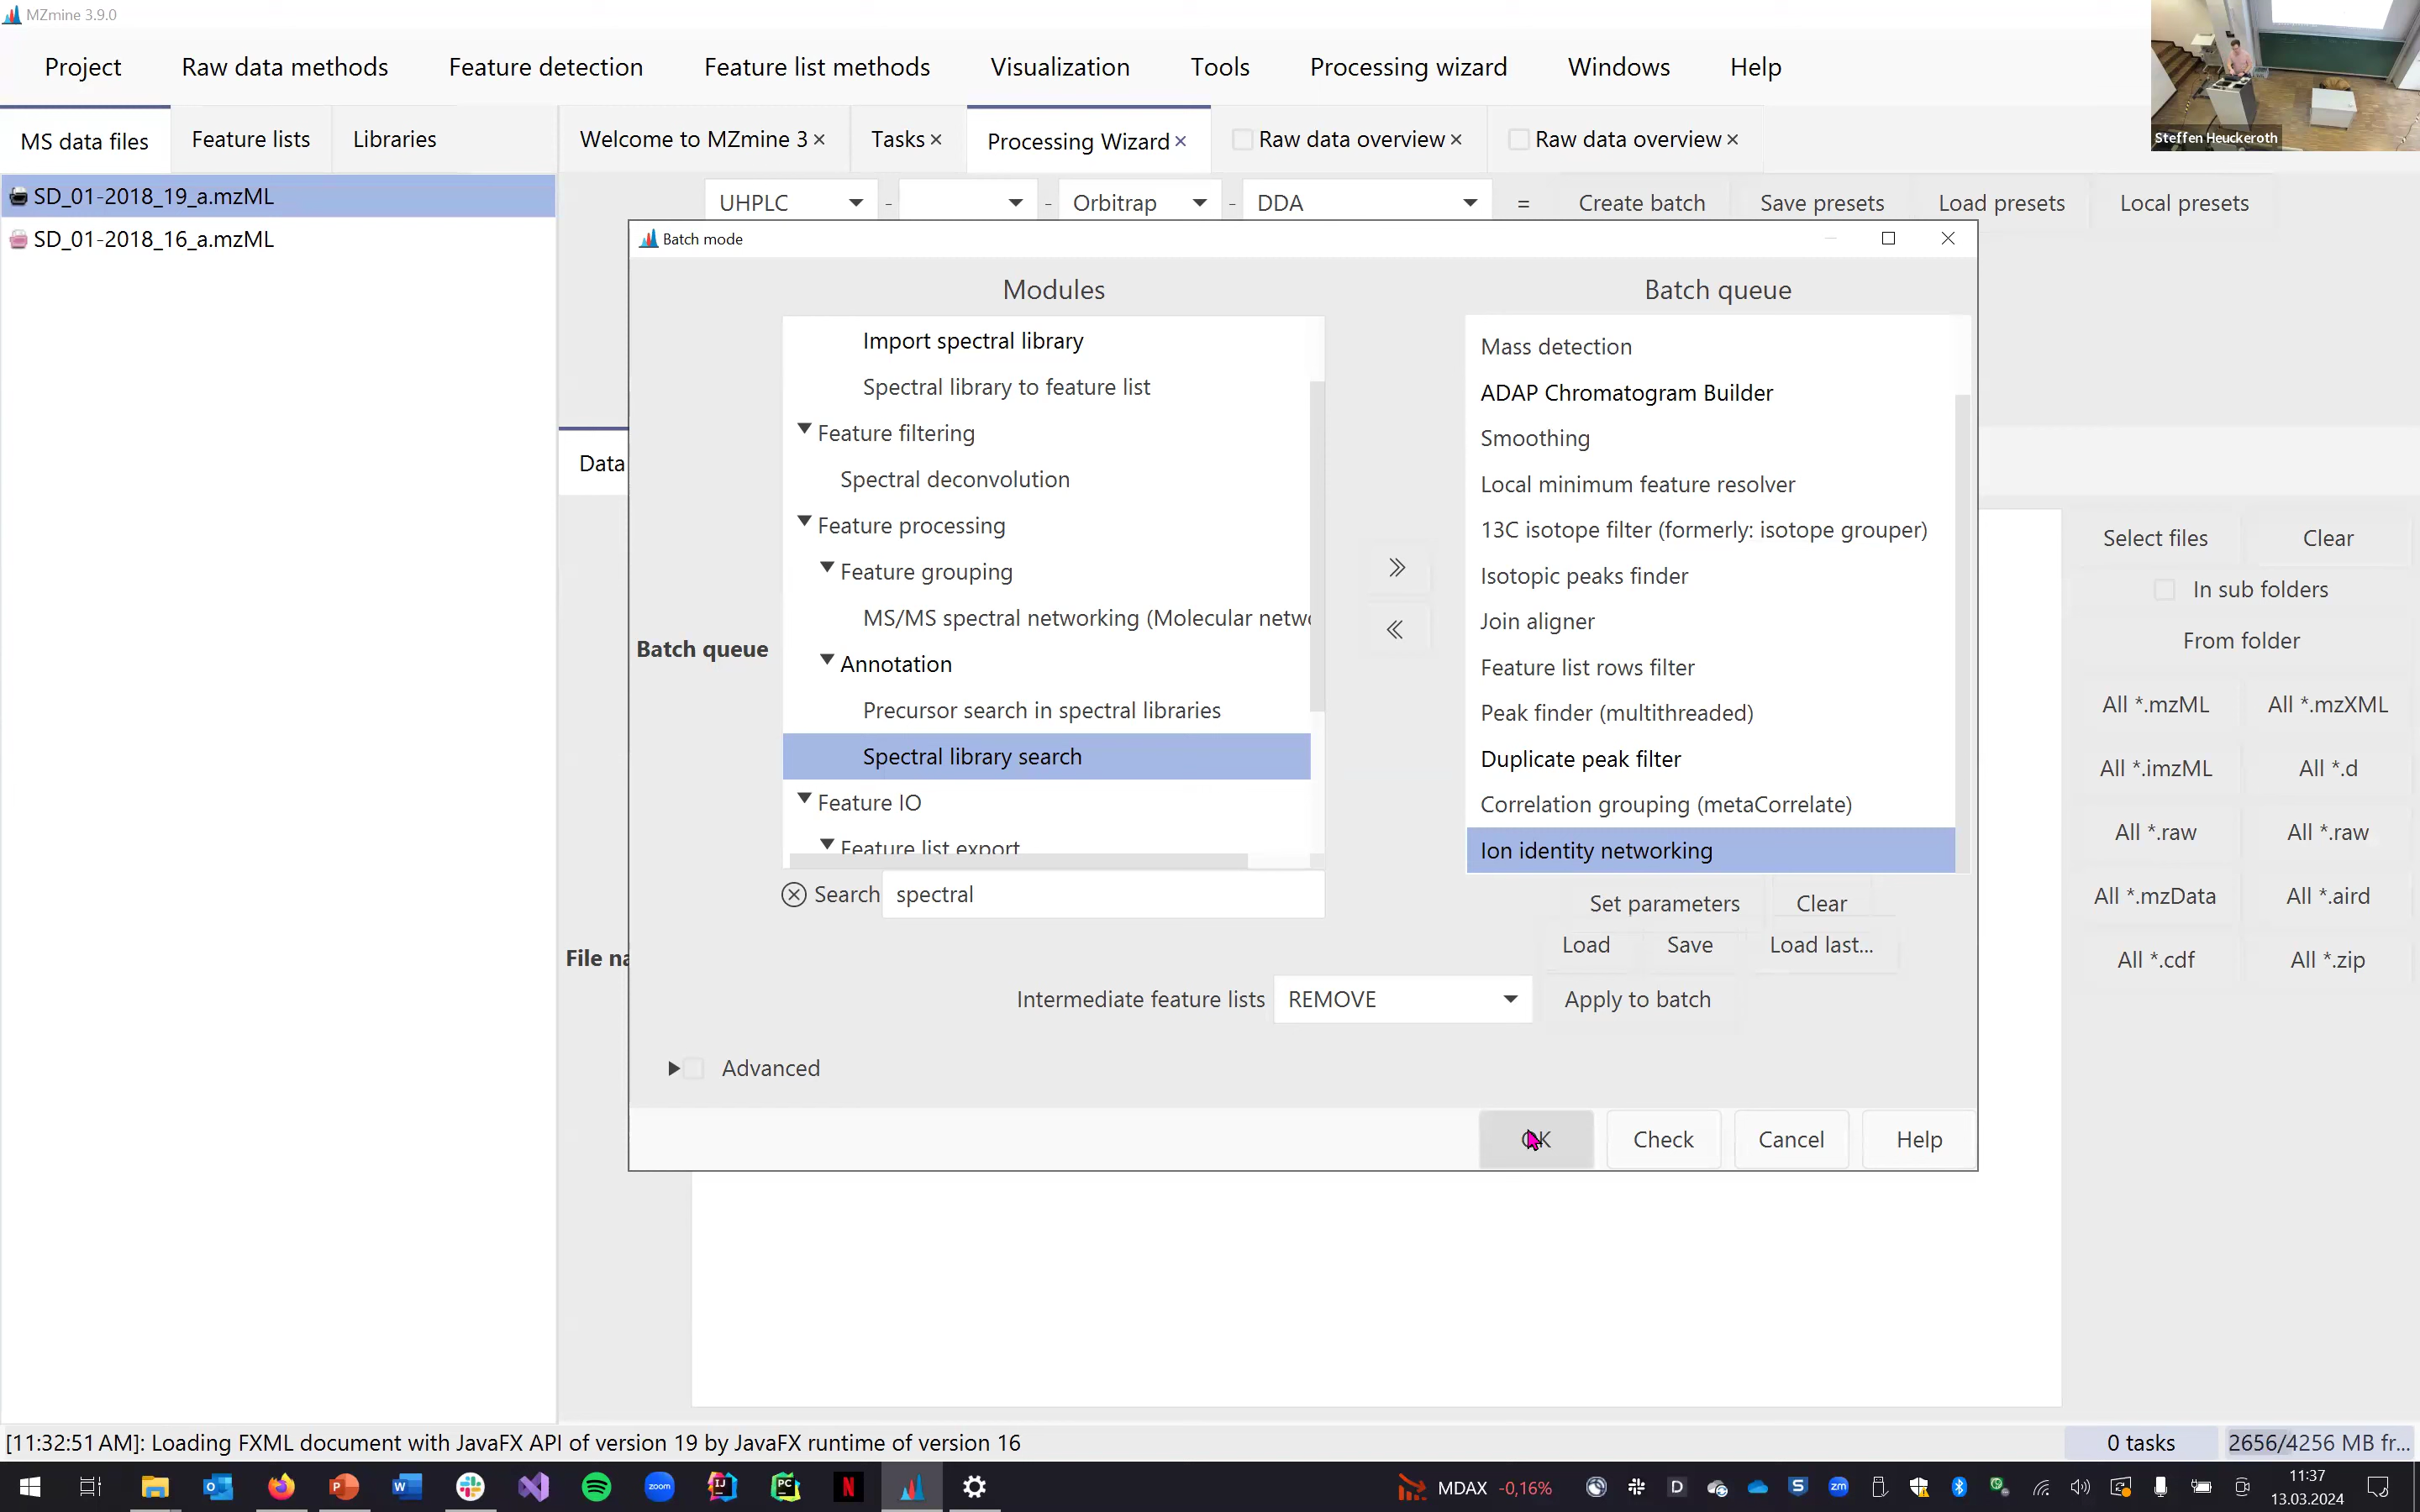 MZmine 3.9.0
Project Raw data methods Feature detection Feature list methods Visualization Tools Processing wizard Windows Help
Steffen Heuckeroth
MS data files Feature lists Libraries Welcome to MZmine 3 Tasks Processing Wizard Raw data overview Raw data overview
SD_01-2018_19_a.mzML
SD_01-2018_16_a.mzML
UHPLC - - Orbitrap - DDA = Create batch Save presets Load presets Local presets
Batch mode
Modules
Batch queue
Import spectral library
Spectral library to feature list
Feature filtering
Spectral deconvolution
Feature processing
Feature grouping
MS/MS spectral networking (Molecular netw
Annotation
Precursor search in spectral libraries
Spectral library search
Feature IO
Feature list export
Search spectral
Batch queue
Mass detection
ADAP Chromatogram Builder
Smoothing
Local minimum feature resolver
13C isotope filter (formerly: isotope grouper)
Isotopic peaks finder
Join aligner
Feature list rows filter
Peak finder (multithreaded)
Duplicate peak filter
Correlation grouping (metaCorrelate)
Ion identity networking
Set parameters Clear
Load Save Load last...
Intermediate feature lists REMOVE Apply to batch
Advanced
OK Check Cancel Help
Data
File na
Select files Clear
In sub folders
From folder
All *.mzML All *.mzXML
All *.imzML All *.d
All *.raw All *.raw
All *.mzData All *.aird
All *.cdf All *.zip
[11:32:51 AM]: Loading FXML document with JavaFX API of version 19 by JavaFX runtime of version 16
0 tasks 2656/4256 MB fr...
zoom
MDAX -0,16%
zm
11:37
13.03.2024